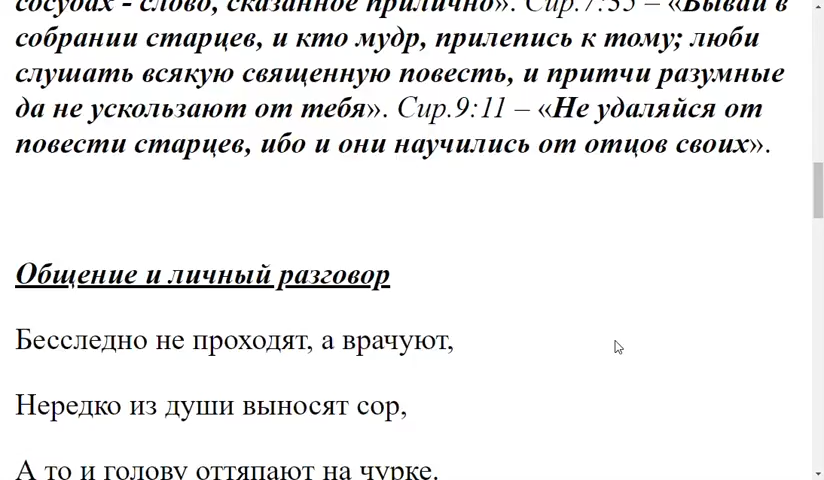 сосудах - слово, сказанное прилично». Сир.7:35 – «Бывай в
собрании старцев, и кто мудр, прилепись к тому; люби
слушать всякую священную повесть, и притчи разумные
да не ускользают от тебя». Сир.9:11 – «Не удаляйся от
повести старцев, ибо и они научились от отцов своих».
Общение и личный разговор
Бесследно не проходят, а врачуют,
Нередко из души выносят сор,
А то и голову оттяпают на чурке.